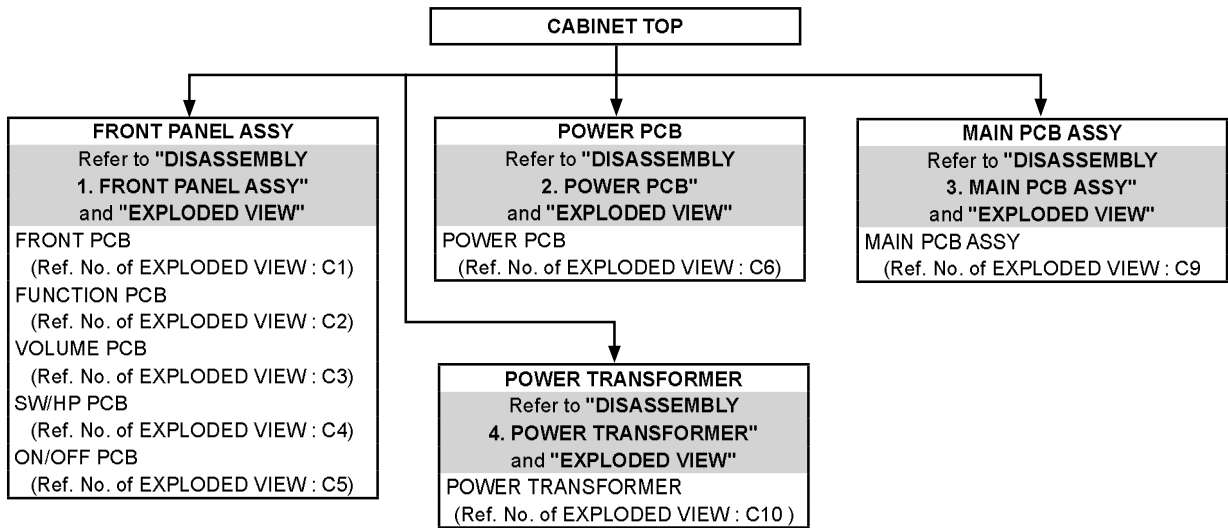 CABINET TOP
FRONT PANEL ASSY
Refer to "DISASSEMBLY
1. FRONT PANEL ASSY"
and "EXPLODED VIEW"
FRONT PCB
(Ref. No. of EXPLODED VIEW : C1)
FUNCTION PCB
(Ref. No. of EXPLODED VIEW : C2)
VOLUME PCB
(Ref. No. of EXPLODED VIEW : C3)
SW/HP PCB
(Ref. No. of EXPLODED VIEW : C4)
ON/OFF PCB
(Ref. No. of EXPLODED VIEW : C5)
POWER PCB
Refer to "DISASSEMBLY
2. POWER PCB"
and "EXPLODED VIEW"
POWER PCB
(Ref. No. of EXPLODED VIEW : C6)
MAIN PCB ASSY
Refer to "DISASSEMBLY
3. MAIN PCB ASSY"
and "EXPLODED VIEW"
MAIN PCB ASSY
(Ref. No. of EXPLODED VIEW : C9
POWER TRANSFORMER
Refer to "DISASSEMBLY
4. POWER TRANSFORMER"
and "EXPLODED VIEW"
POWER TRANSFORMER
(Ref. No. of EXPLODED VIEW : C10 )